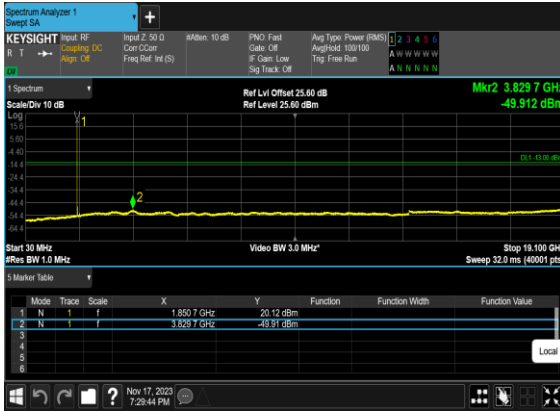 Spectrum Analyzer 1
Swept SA
+
KEYSIGHT Input: RF Input Z: 50 Ω #Atten: 10 dB PNO: Fast Avg Type: Power (RMS) 1 2 3 4 5 6
R T Coupling: DC Corr CCorr Gate: Off Avg|Hold: 100/100 A W W W W W
Align: Off Freq Ref: Int (S) IF Gain: Low Trig: Free Run
Sig Track: Off A N N N N N
1 Spectrum Ref Lvl Offset 25.60 dB Mkr2 3.829 7 GHz
Scale/Div 10 dB Ref Level 25.60 dBm -49.912 dBm
Log
15.6
5.60
-4.40
-14.4
-24.4
-34.4
-44.4
-54.4
-64.4
1
DL1 -13.00 dBm
2
Start 30 MHz Video BW 3.0 MHz* Stop 19.100 GH
#Res BW 1.0 MHz Sweep 32.0 ms (40001 pts
5 Marker Table
Mode Trace Scale X Y Function Function Width Function Value
1 N 1 f 1.850 7 GHz 20.12 dBm
2 N 1 f 3.829 7 GHz -49.91 dBm
3
4
5
6
Local
? Nov 17, 2023
7:29:44 PM